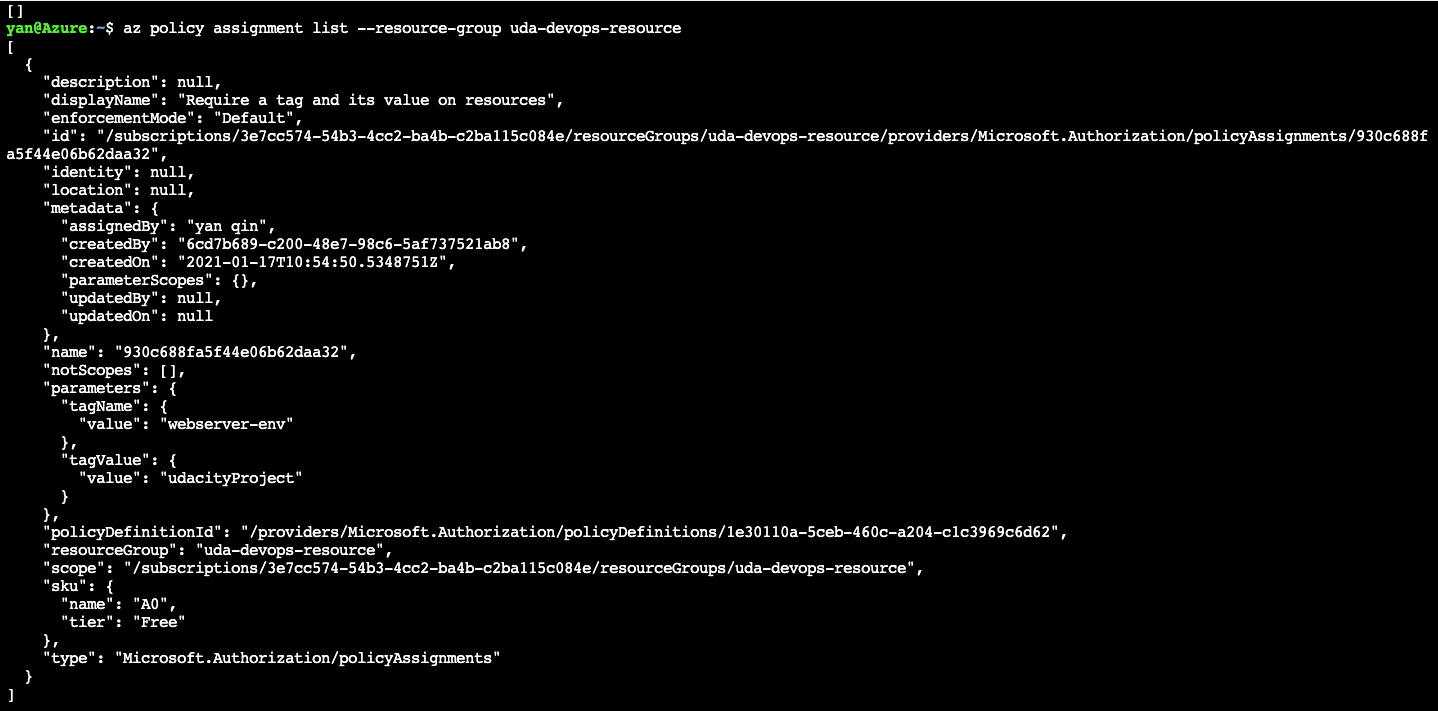 []
yan@Azure:~$ az policy assignment list --resource-group uda-devops-resource
[
  {
    "description": null,
    "displayName": "Require a tag and its value on resources",
    "enforcementMode": "Default",
    "id": "/subscriptions/3e7cc574-54b3-4cc2-ba4b-c2ba115c084e/resourceGroups/uda-devops-resource/providers/Microsoft.Authorization/policyAssignments/930c688f
a5f44e06b62daa32",
    "identity": null,
    "location": null,
    "metadata": {
      "assignedBy": "yan qin",
      "createdBy": "6cd7b689-c200-48e7-98c6-5af737521ab8",
      "createdOn": "2021-01-17T10:54:50.5348751Z",
      "parameterScopes": {},
      "updatedBy": null,
      "updatedOn": null
    },
    "name": "930c688fa5f44e06b62daa32",
    "notScopes": [],
    "parameters": {
      "tagName": {
        "value": "webserver-env"
      },
      "tagValue": {
        "value": "udacityProject"
      }
    },
    "policyDefinitionId": "/providers/Microsoft.Authorization/policyDefinitions/1e30110a-5ceb-460c-a204-c1c3969c6d62",
    "resourceGroup": "uda-devops-resource",
    "scope": "/subscriptions/3e7cc574-54b3-4cc2-ba4b-c2ba115c084e/resourceGroups/uda-devops-resource",
    "sku": {
      "name": "A0",
      "tier": "Free"
    },
    "type": "Microsoft.Authorization/policyAssignments"
  }
]